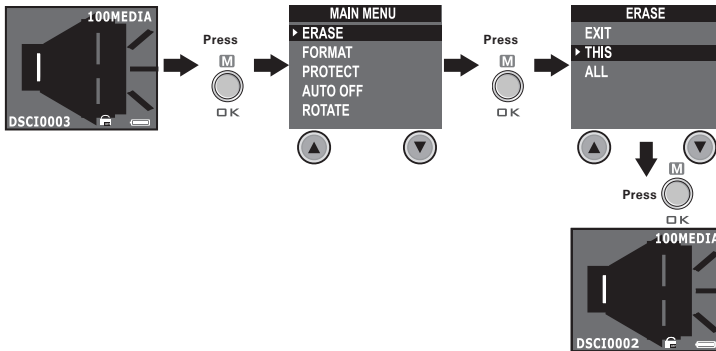 100MEDIA
DSCI0003
Press
M
OK
MAIN MENU
ERASE
FORMAT
PROTECT
AUTO OFF
ROTATE
Press
M
OK
ERASE
EXIT
THIS
ALL
Press
M
OK
100MEDIA
DSCI0002